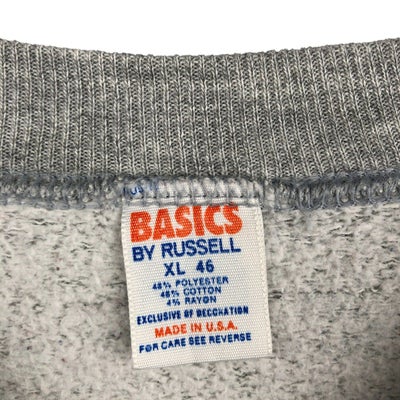 BASICS
BY RUSSELL
XL 46
48% POLYESTER
48% COTTON
4% RAYON
EXCLUSIVE OF DECORATION
MADE IN U.S.A.
FOR CARE SEE REVERSE